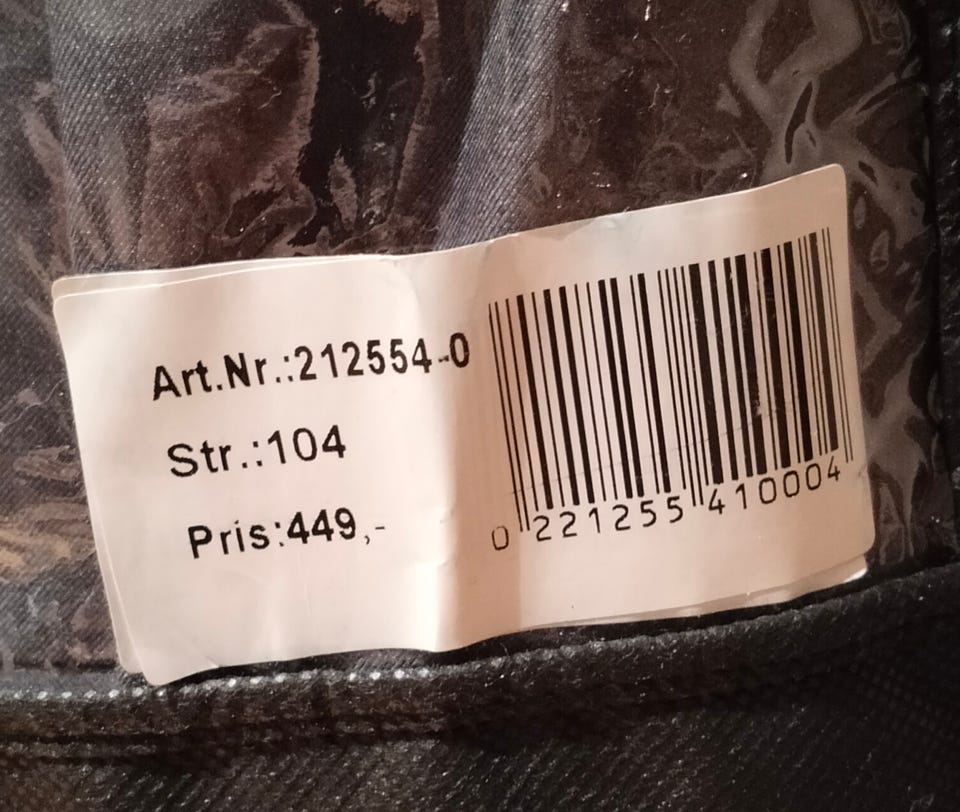 Art.Nr.:212554-0
Str.:104
Pris:449,-
0 221255 410004